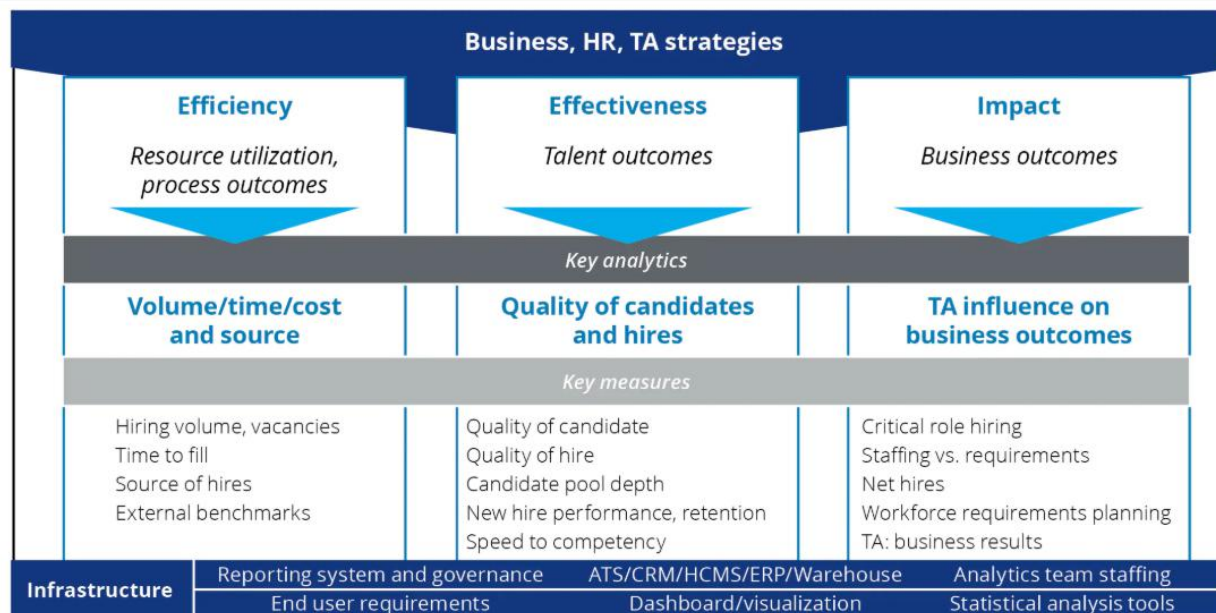 Business, HR, TA strategies
Efficiency
Resource utilization,
process outcomes
Effectiveness
Talent outcomes
Impact
Business outcomes
Key analytics
Volume/time/cost
and source
Quality of candidates
and hires
TA influence on
business outcomes
Key measures
Hiring volume, vacancies
Time to fill
Source of hires
External benchmarks
Quality of candidate
Quality of hire
Candidate pool depth
New hire performance, retention
Speed to competency
Critical role hiring
Staffing vs. requirements
Net hires
Workforce requirements planning
TA: business results
Infrastructure
Reporting system and governance
ATS/CRM/HCMS/ERP/Warehouse
Analytics team staffing
End user requirements
Dashboard/visualization
Statistical analysis tools